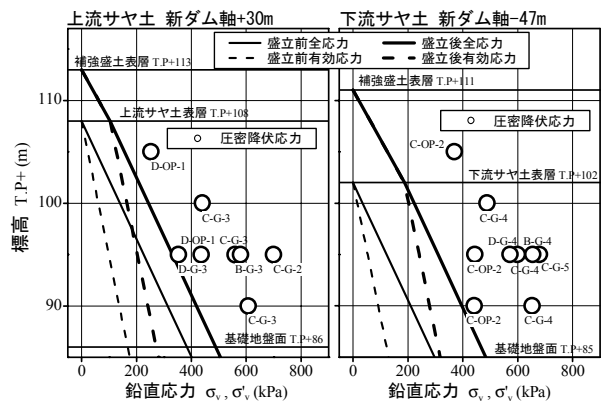 上流サヤ土 新ダム軸+30m
下流サヤ土 新ダム軸−47m
盛立前全応力
盛立後全応力
盛立前有効応力
盛立後有効応力
補強盛土表層 T.P+113
補強盛土表層 T.P+111
110
上流サヤ土表層 T.P+108
圧密降伏応力
圧密降伏応力
D-OP-1
C-OP-2
下流サヤ土表層 T.P+102
標高 T.P+ (m)
100
C-G-3
C-G-4
D-OP-1
C-G-3
D-G-4
B-G-4
D-G-3
B-G-3
C-G-2
C-OP-2
C-G-4
C-G-5
90
C-G-3
C-OP-2
C-G-4
基礎地盤面 T.P+86
基礎地盤面 T.P+85
0 200 400 600 800
0 200 400 600 800
鉛直応力 σv , σ'v (kPa)
鉛直応力 σv , σ'v (kPa)